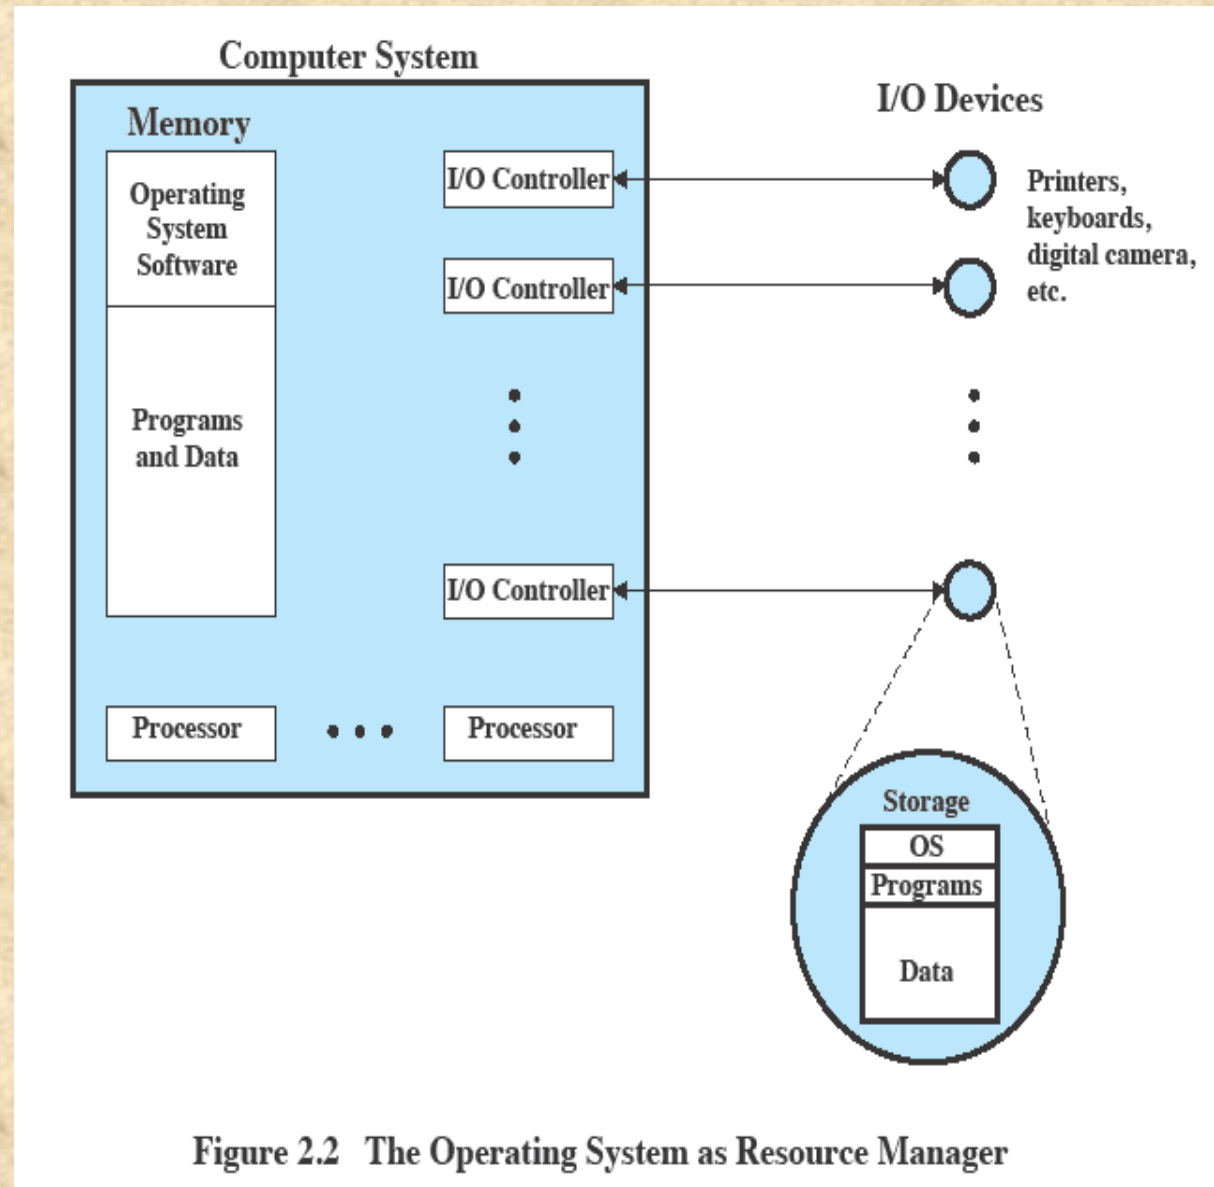 Computer System
I/O Devices
Memory
Operating
System
Software
Programs
and Data
I/O Controller
I/O Controller
I/O Controller
Processor
Processor
Printers,
keyboards,
digital camera,
etc.
Storage
OS
Programs
Data
Figure 2.2 The Operating System as Resource Manager